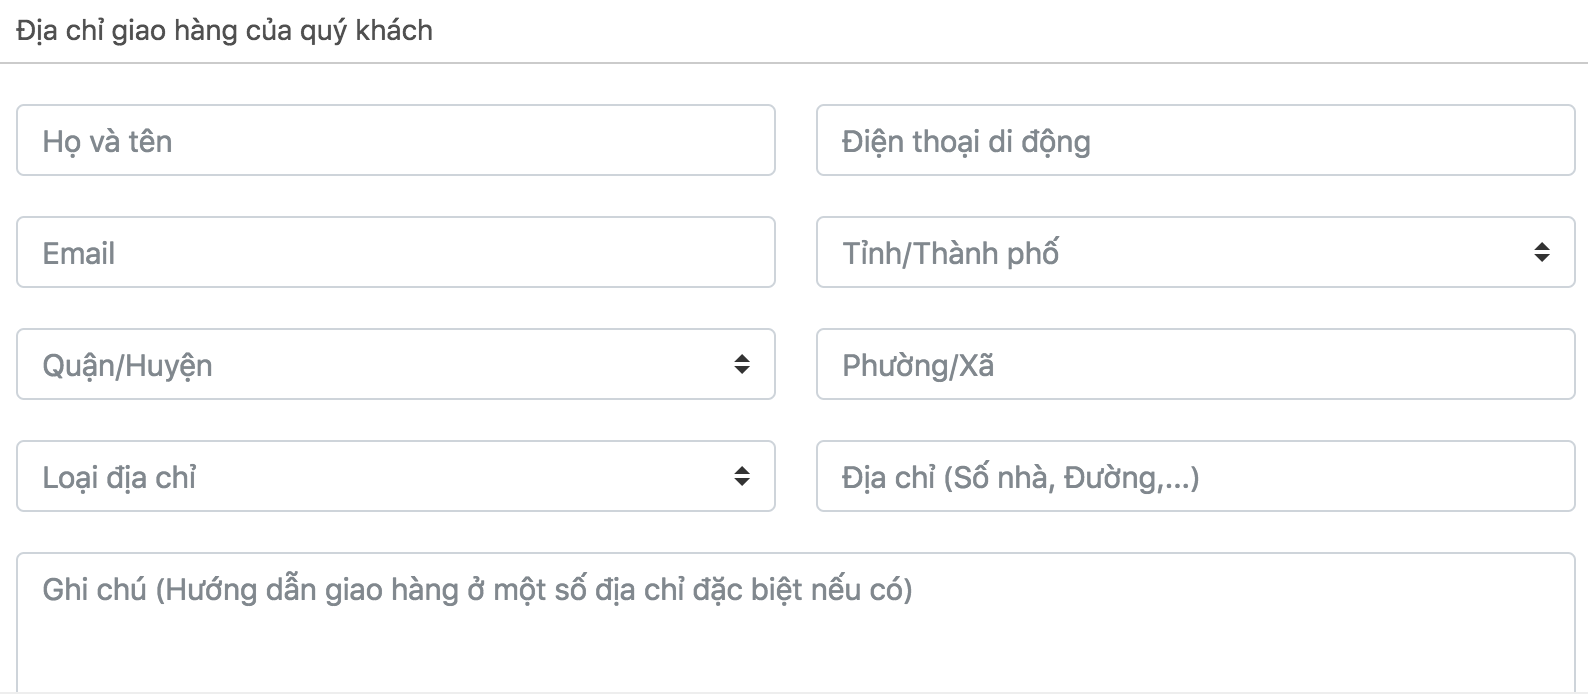 Địa chỉ giao hàng của quý khách
Họ và tên
Điện thoại di động
Email
Tỉnh/Thành phố
Quận/Huyện
Phường/Xã
Loại địa chỉ
Địa chỉ (Số nhà, Đường,...)
Ghi chú (Hướng dẫn giao hàng ở một số địa chỉ đặc biệt nếu có)